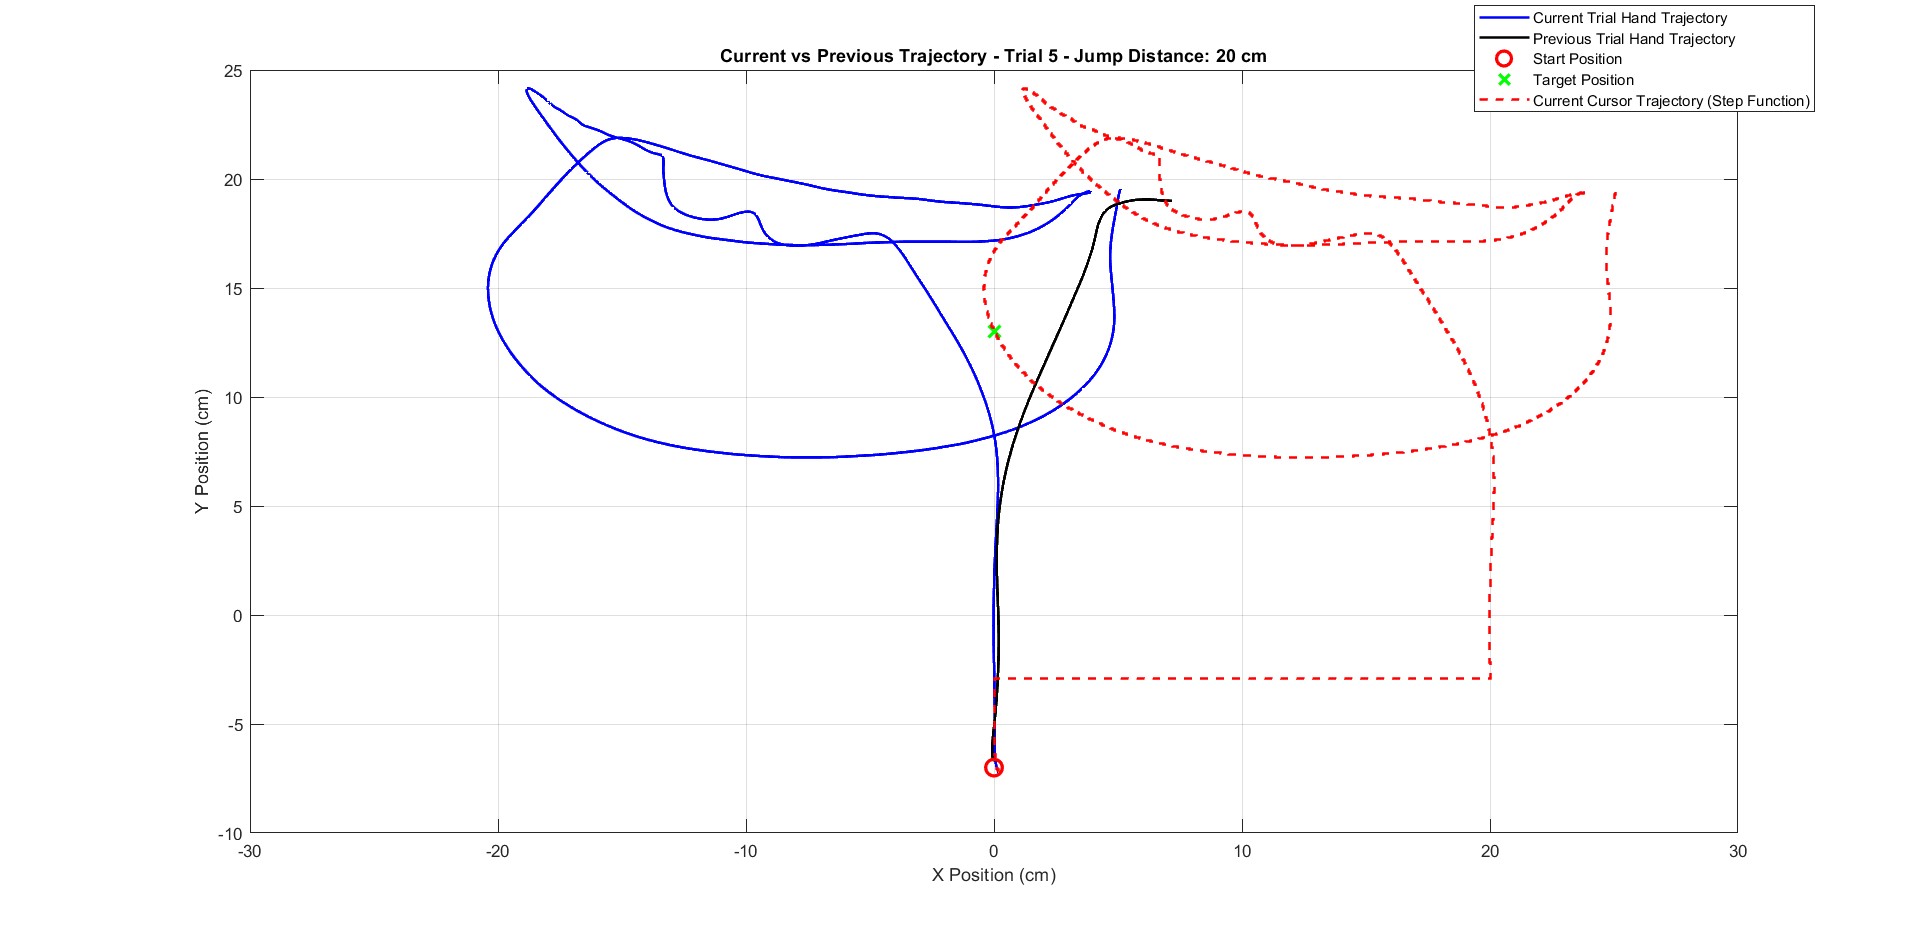 Current vs Previous Trajectory - Trial 5 - Jump Distance: 20 cm
Current Trial Hand Trajectory
Previous Trial Hand Trajectory
Start Position
Target Position
Current Cursor Trajectory (Step Function)
25
20
15
10
5
0
-5
-10
Y Position (cm)
-30
-20
-10
0
10
20
30
X Position (cm)